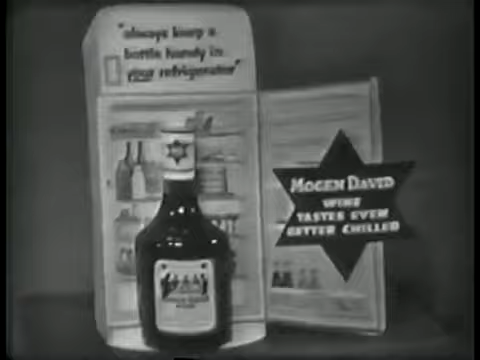 "always keep a
bottle handy in
your refrigerator"
MOGEN DAVID
WINE
TASTES EVEN
BETTER CHILLED